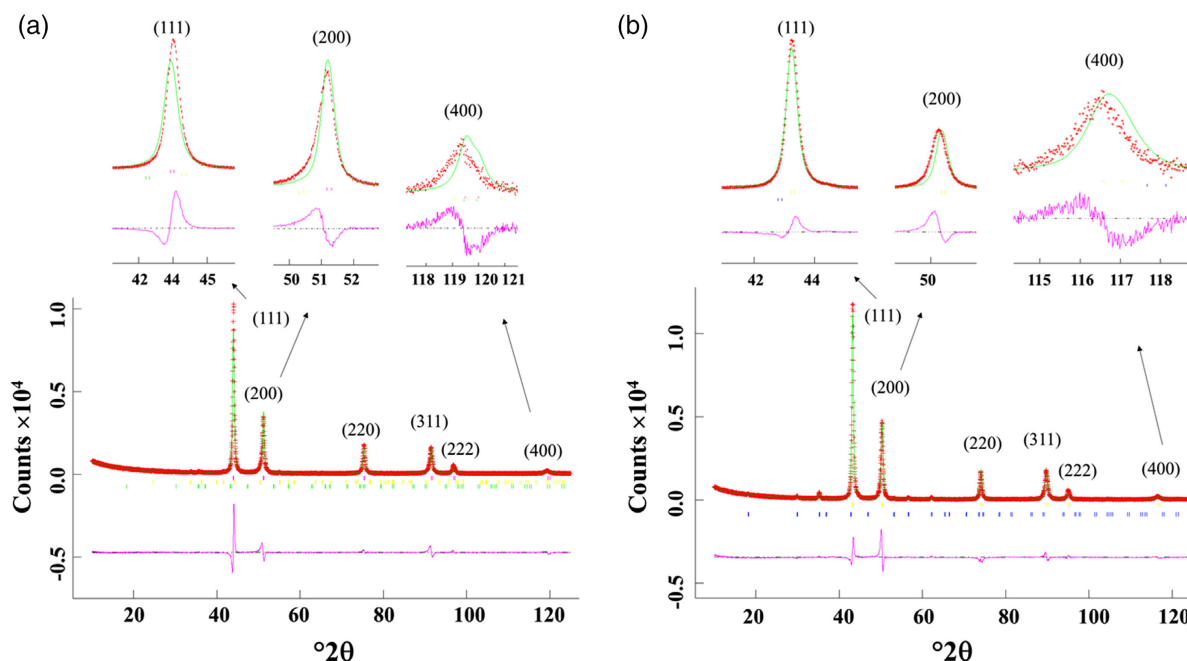 (a)
(111)
(200)
(400)
42 44 45
50 51 52
118 119 120 121
(111)
(200)
(220)
(311)
(222)
(400)
Counts ×10⁴
1.0
0.5
0.0
-0.5
20 40 60 80 100 120
°2θ
(b)
(111)
(200)
(400)
42 44
50
115 116 117 118
(111)
(200)
(220)
(311)
(222)
(400)
Counts ×10⁴
1.0
0.5
0.0
-0.5
20 40 60 80 100 120
°2θ